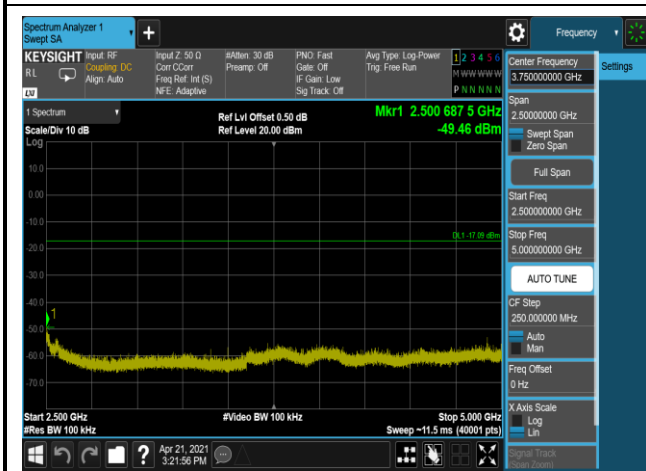 Spectrum Analyzer 1
Swept SA
Frequency
KEYSIGHT
RL
LXI
Input: RF
Coupling: DC
Align: Auto
Input Z: 50 Ω
Corr CCorr
Freq Ref: Int (S)
NFE: Adaptive
#Atten: 30 dB
Preamp: Off
PNO: Fast
Gate: Off
IF Gain: Low
Sig Track: Off
Avg Type: Log-Power
Trig: Free Run
1 2 3 4 5 6
M W W W W W
P N N N N N
Center Frequency
3.750000000 GHz
Settings
1 Spectrum
Scale/Div 10 dB
Log
Ref Lvl Offset 0.50 dB
Ref Level 20.00 dBm
Mkr1 2.500 687 5 GHz
-49.46 dBm
Span
2.50000000 GHz
Swept Span
Zero Span
Full Span
Start Freq
2.500000000 GHz
Stop Freq
5.000000000 GHz
AUTO TUNE
CF Step
250.000000 MHz
Auto
Man
Freq Offset
0 Hz
X Axis Scale
Log
Lin
Signal Track
(Span Zoom)
10.0
0.00
-10.0
DL1 -17.09 dBm
-20.0
-30.0
-40.0
1
-50.0
-60.0
-70.0
Start 2.500 GHz
#Video BW 100 kHz
Stop 5.000 GHz
#Res BW 100 kHz
Sweep ~11.5 ms (40001 pts)
?
Apr 21, 2021
3:21:56 PM